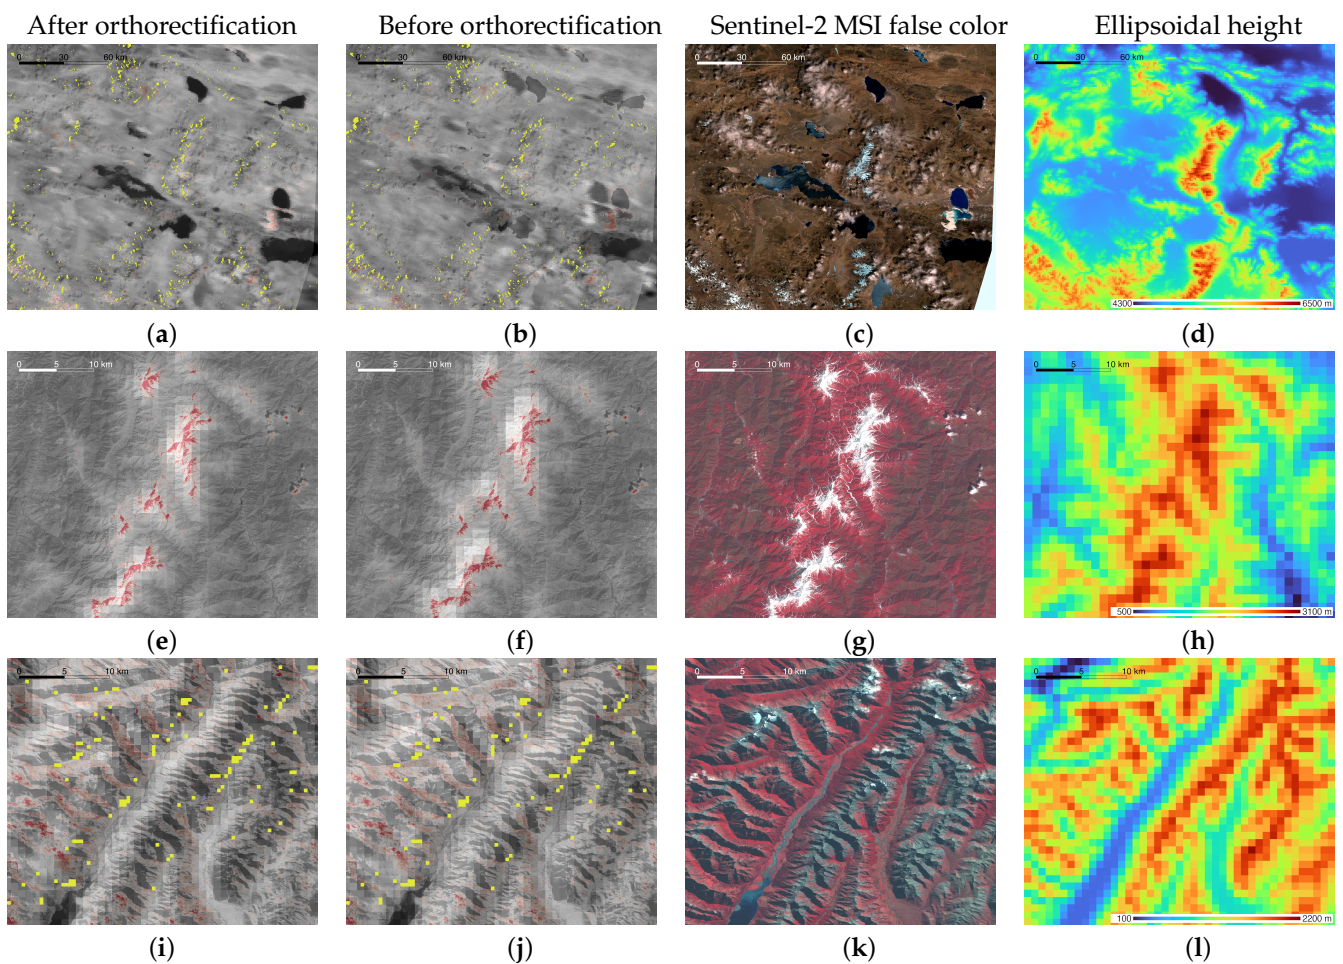 After orthorectification Before orthorectification Sentinel-2 MSI false color Ellipsoidal height
0 30 60 km 0 30 60 km 0 30 60 km 0 30 60 km
4300 6500 m
(a) (b) (c) (d)
0 5 10 km 0 5 10 km 0 5 10 km 0 5 10 km
500 3100 m
(e) (f) (g) (h)
0 5 10 km 0 5 10 km 0 5 10 km 0 5 10 km
100 2200 m
(i) (j) (k) (l)